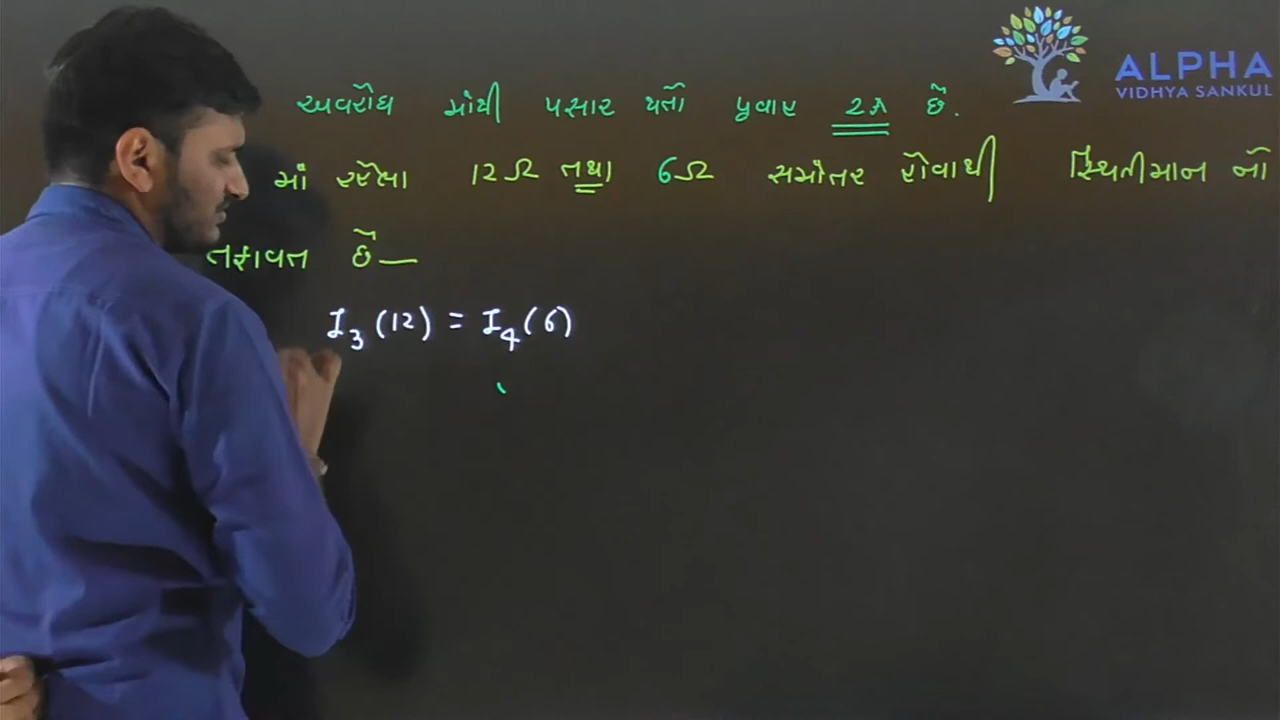 ALPHA
VIDHYA SANKUL
અવરોધ માંથી પસાર થતો પ્રવાહ 2A છે.
માં રહેલા 12Ω તથા 6Ω સમાંતર હોવાથી સ્થિતીમાન નો
તફાવત છે—
I₃(12) = I₄(6)